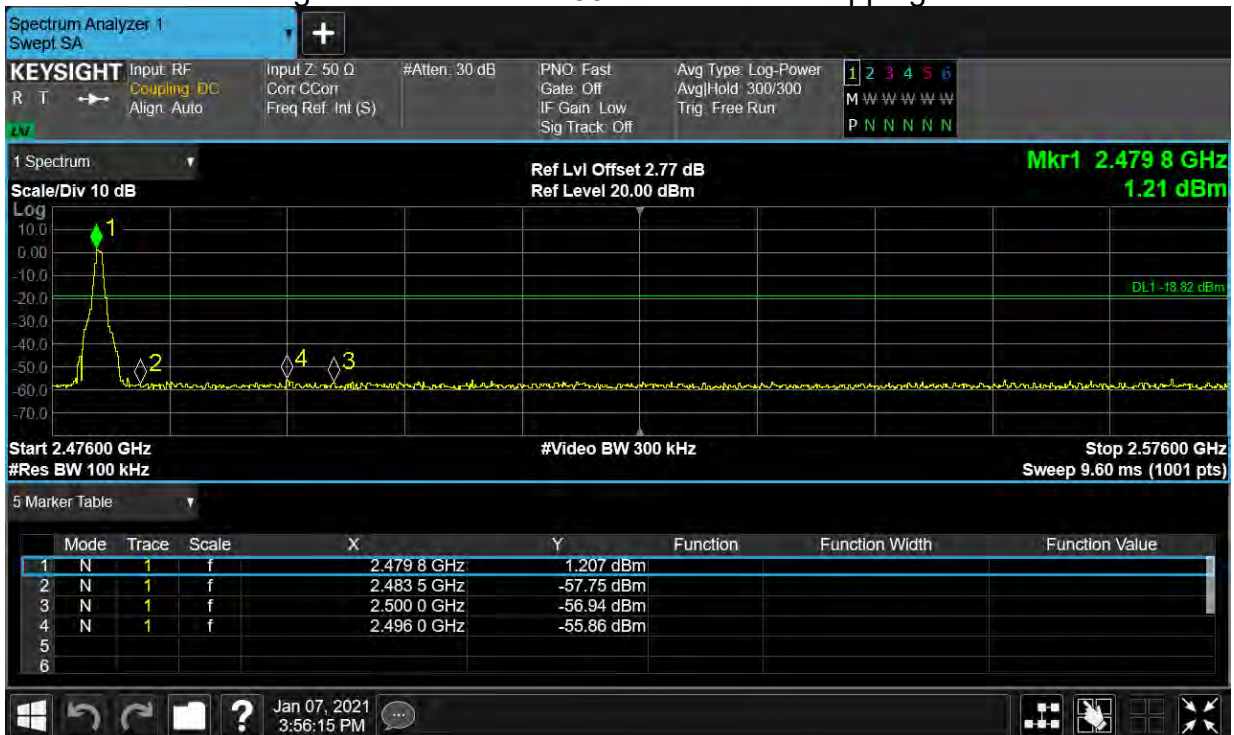 Spectrum Analyzer 1
Swept SA
KEYSIGHT Input: RF Input Z: 50 Ω #Atten: 30 dB PNO: Fast Avg Type: Log-Power 1 2 3 4 5 6
R T Coupling: DC Corr CCorr Gate: Off Avg|Hold: 300/300 M W W W W W
Align: Auto Freq Ref: Int (S) IF Gain: Low Trig: Free Run
LXI Sig Track: Off P N N N N N
1 Spectrum Ref Lvl Offset 2.77 dB Mkr1 2.479 8 GHz
Scale/Div 10 dB Ref Level 20.00 dBm 1.21 dBm
Log
10.0 1
0.00
-10.0 DL1 -18.82 dBm
-20.0
-30.0
-40.0
-50.0 2 4 3
-60.0
-70.0
Start 2.47600 GHz #Video BW 300 kHz Stop 2.57600 GHz
#Res BW 100 kHz Sweep 9.60 ms (1001 pts)
5 Marker Table
Mode Trace Scale X Y Function Function Width Function Value
1 N 1 f 2.479 8 GHz 1.207 dBm
2 N 1 f 2.483 5 GHz -57.75 dBm
3 N 1 f 2.500 0 GHz -56.94 dBm
4 N 1 f 2.496 0 GHz -55.86 dBm
5
6
? Jan 07, 2021
3:56:15 PM